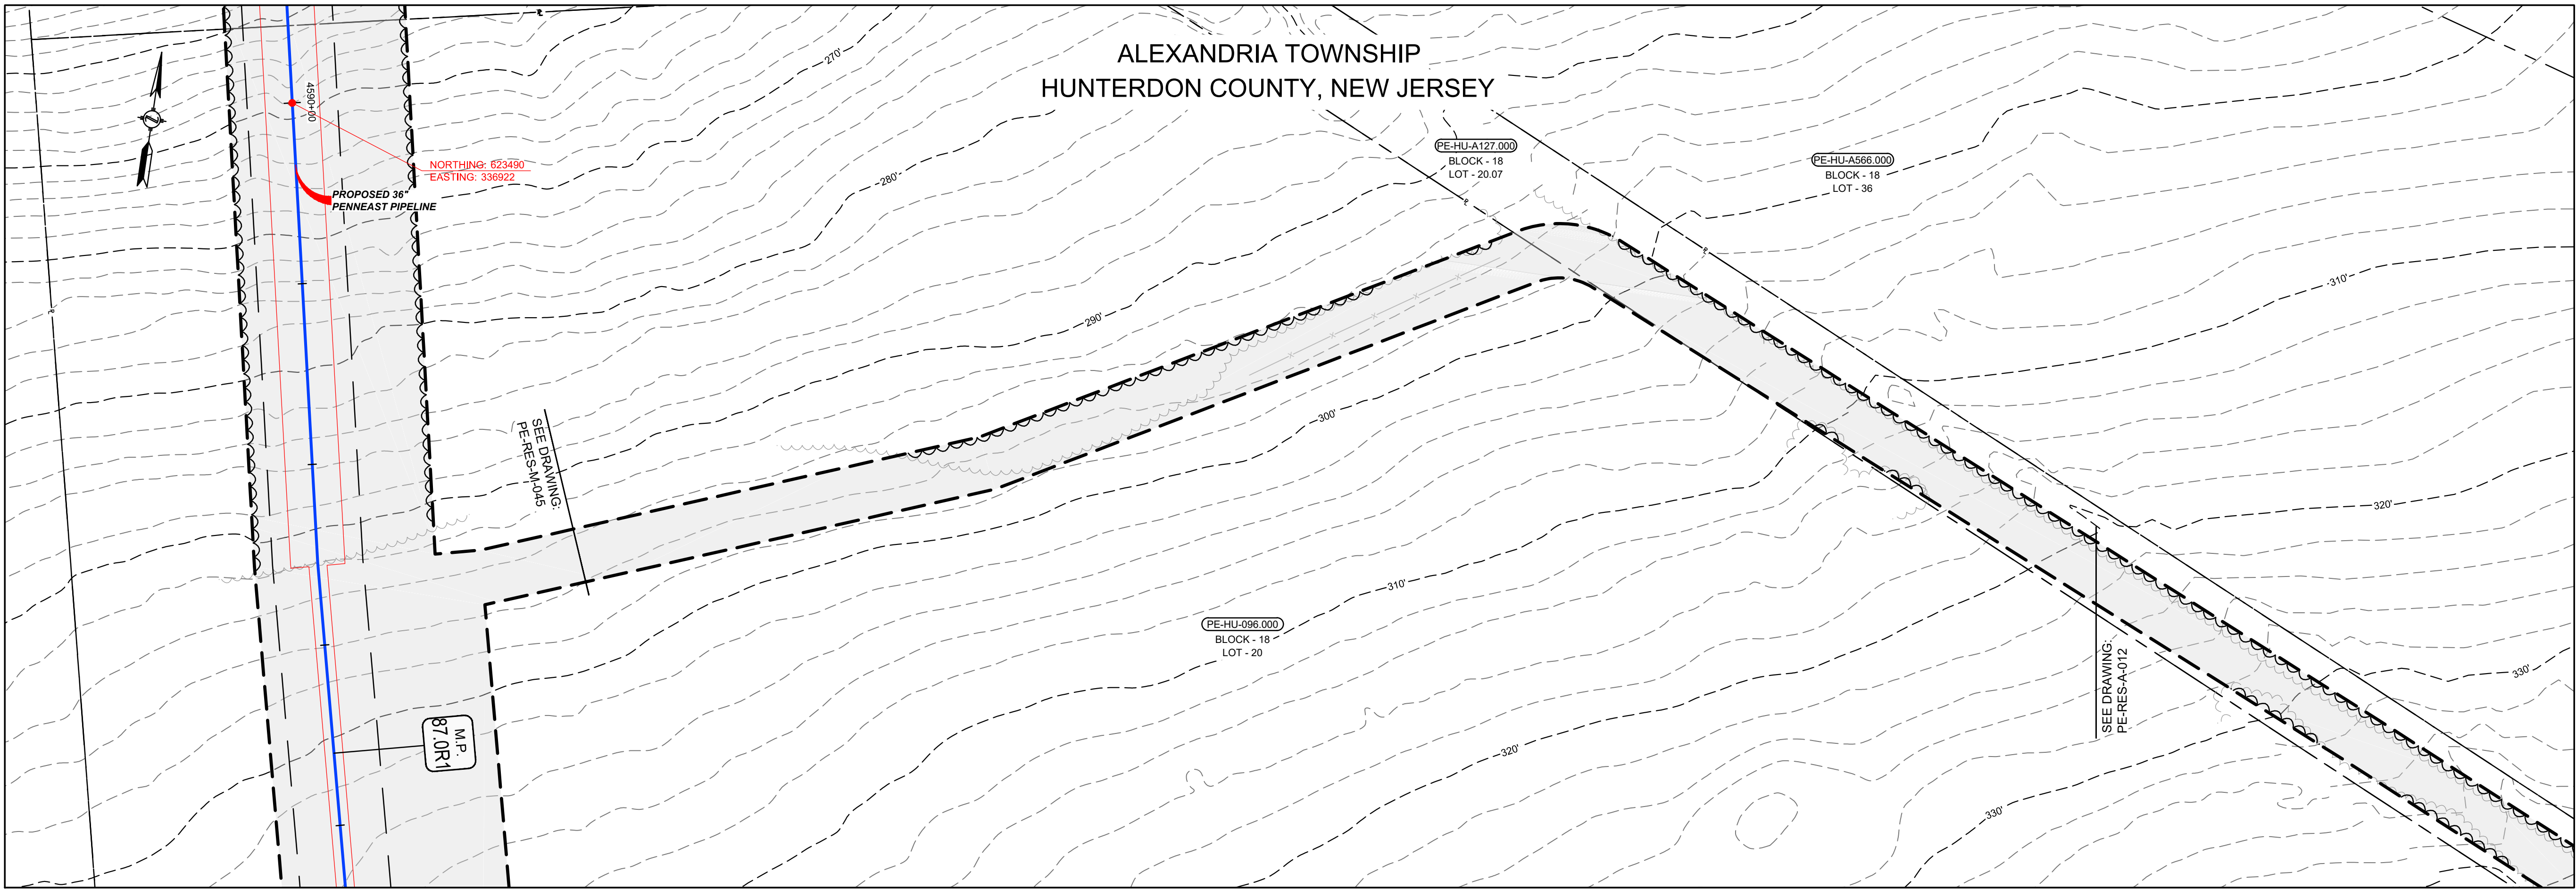 ALEXANDRIA TOWNSHIP
HUNTERDON COUNTY, NEW JERSEY
270'
4590+00
NORTHING: 623490
EASTING: 336922
PROPOSED 36"
PENNEAST PIPELINE
280'
PE-HU-A127.000
BLOCK - 18
LOT - 20.07
PE-HU-A566.000
BLOCK - 18
LOT - 36
310'
290'
300'
SEE DRAWING:
PE-RES-M-045
320'
310'
PE-HU-096.000
BLOCK - 18
LOT - 20
SEE DRAWING:
PE-RES-A-012
330'
M.P.
87.0R1
320'
330'